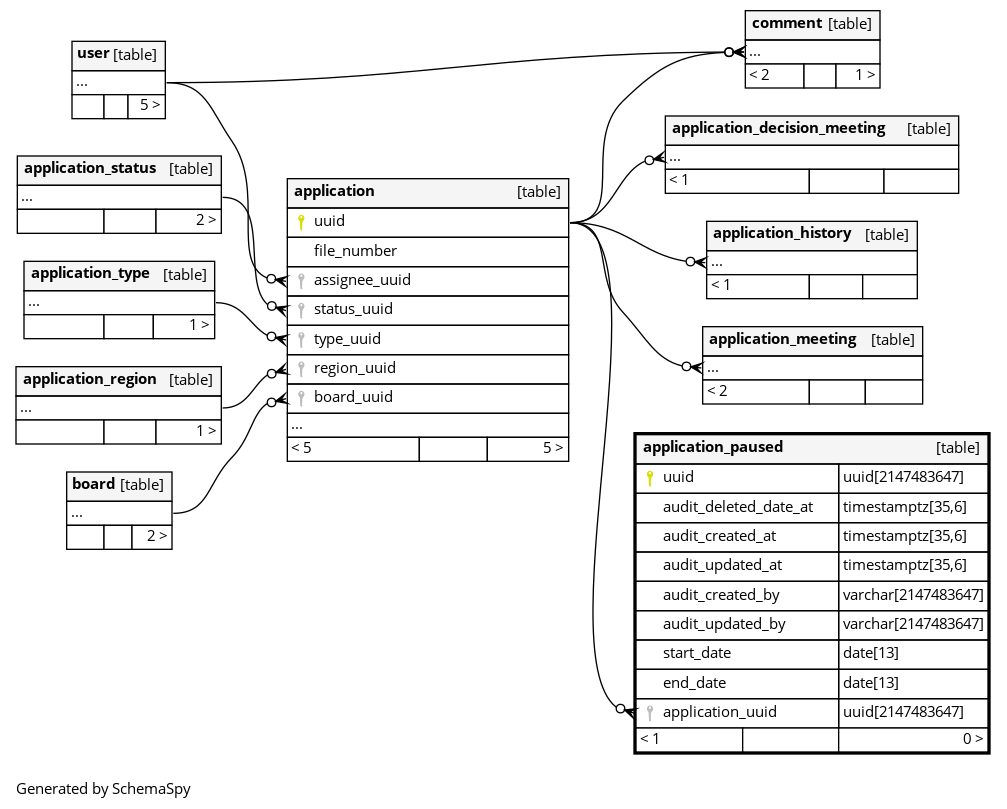 user [table]
...
5 >
application_status [table]
...
2 >
application_type [table]
...
1 >
application_region [table]
...
1 >
board [table]
...
2 >
application [table]
uuid
file_number
assignee_uuid
status_uuid
type_uuid
region_uuid
board_uuid
...
< 5 5 >
comment [table]
...
< 2 1 >
application_decision_meeting [table]
...
< 1
application_history [table]
...
< 1
application_meeting [table]
...
< 2
application_paused [table]
uuid uuid[2147483647]
audit_deleted_date_at timestamptz[35,6]
audit_created_at timestamptz[35,6]
audit_updated_at timestamptz[35,6]
audit_created_by varchar[2147483647]
audit_updated_by varchar[2147483647]
start_date date[13]
end_date date[13]
application_uuid uuid[2147483647]
< 1 0 >
Generated by SchemaSpy